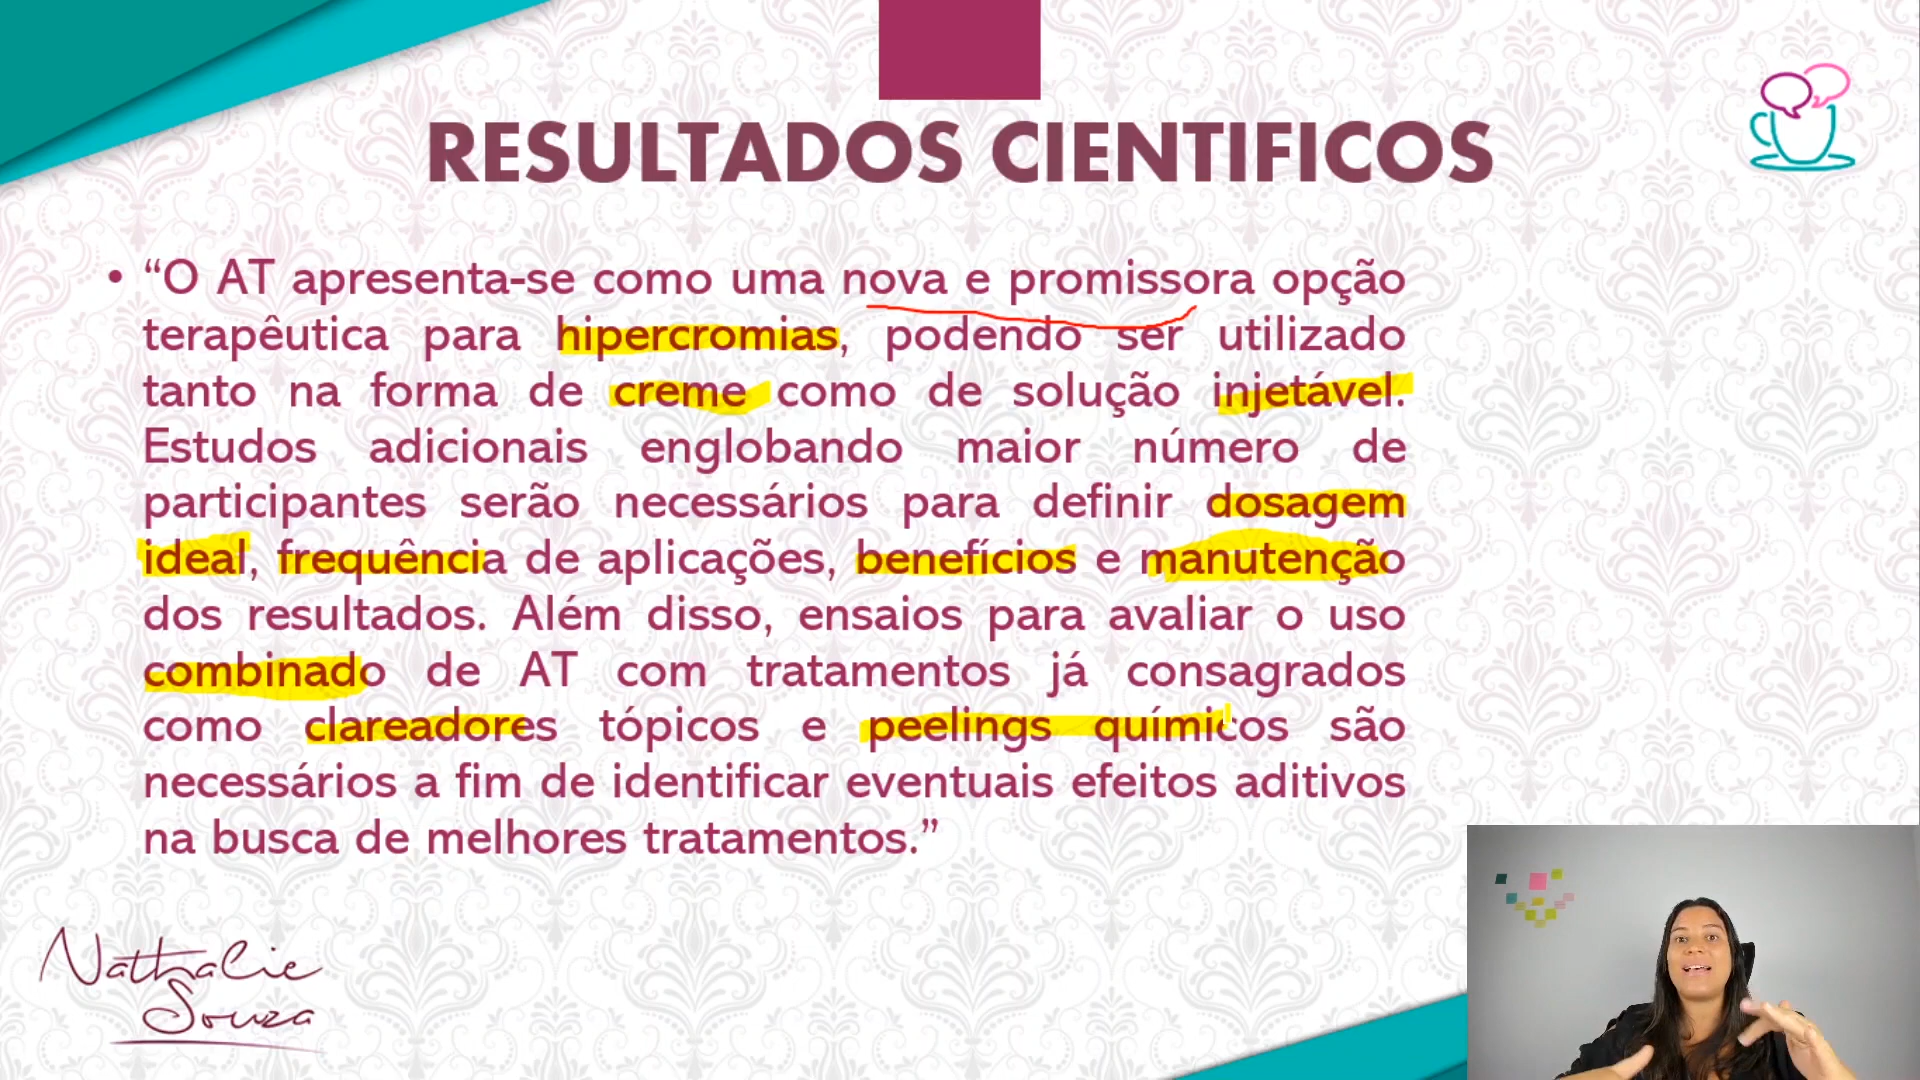 RESULTADOS CIENTIFICOS
• “O AT apresenta-se como uma nova e promissora opção
terapêutica para hipercromias, podendo ser utilizado
tanto na forma de creme como de solução injetável.
Estudos adicionais englobando maior número de
participantes serão necessários para definir dosagem
ideal, frequência de aplicações, benefícios e manutenção
dos resultados. Além disso, ensaios para avaliar o uso
combinado de AT com tratamentos já consagrados
como clareadores tópicos e peelings químicos são
necessários a fim de identificar eventuais efeitos aditivos
na busca de melhores tratamentos.”
Nathalie
Souza